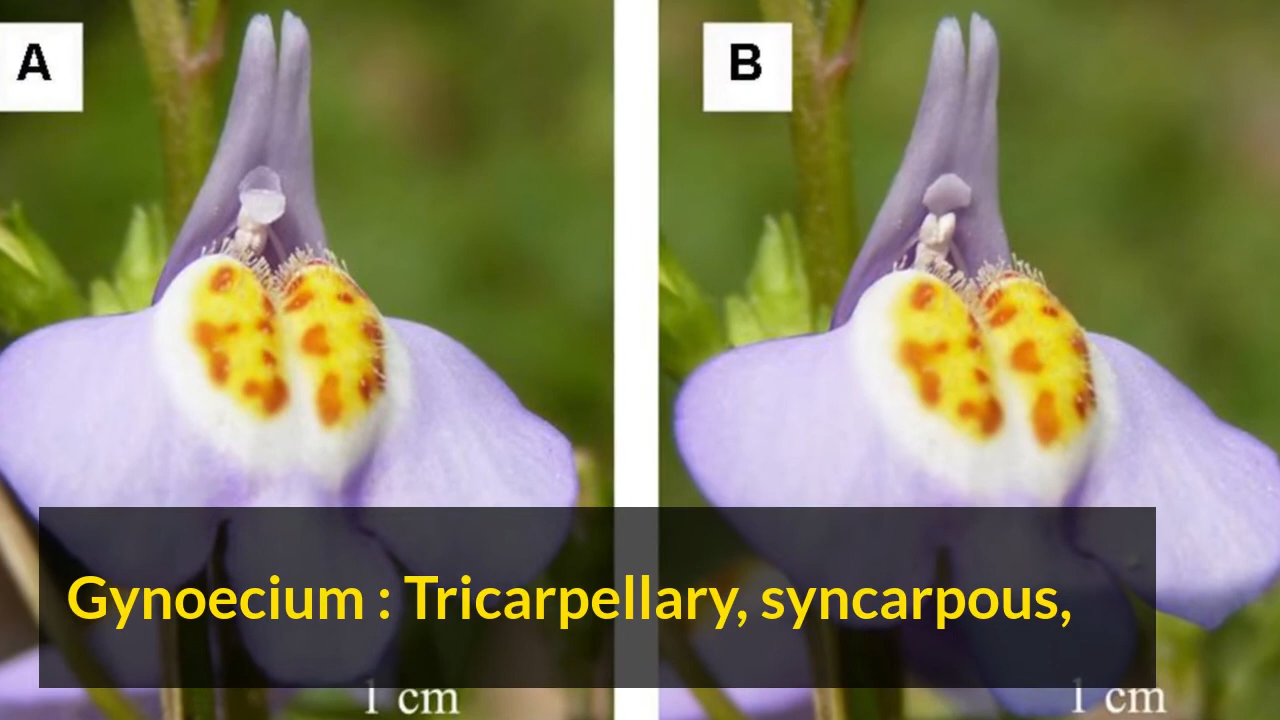 A
B
Gynoecium : Tricarpellary, syncarpous,
1 cm
1 cm